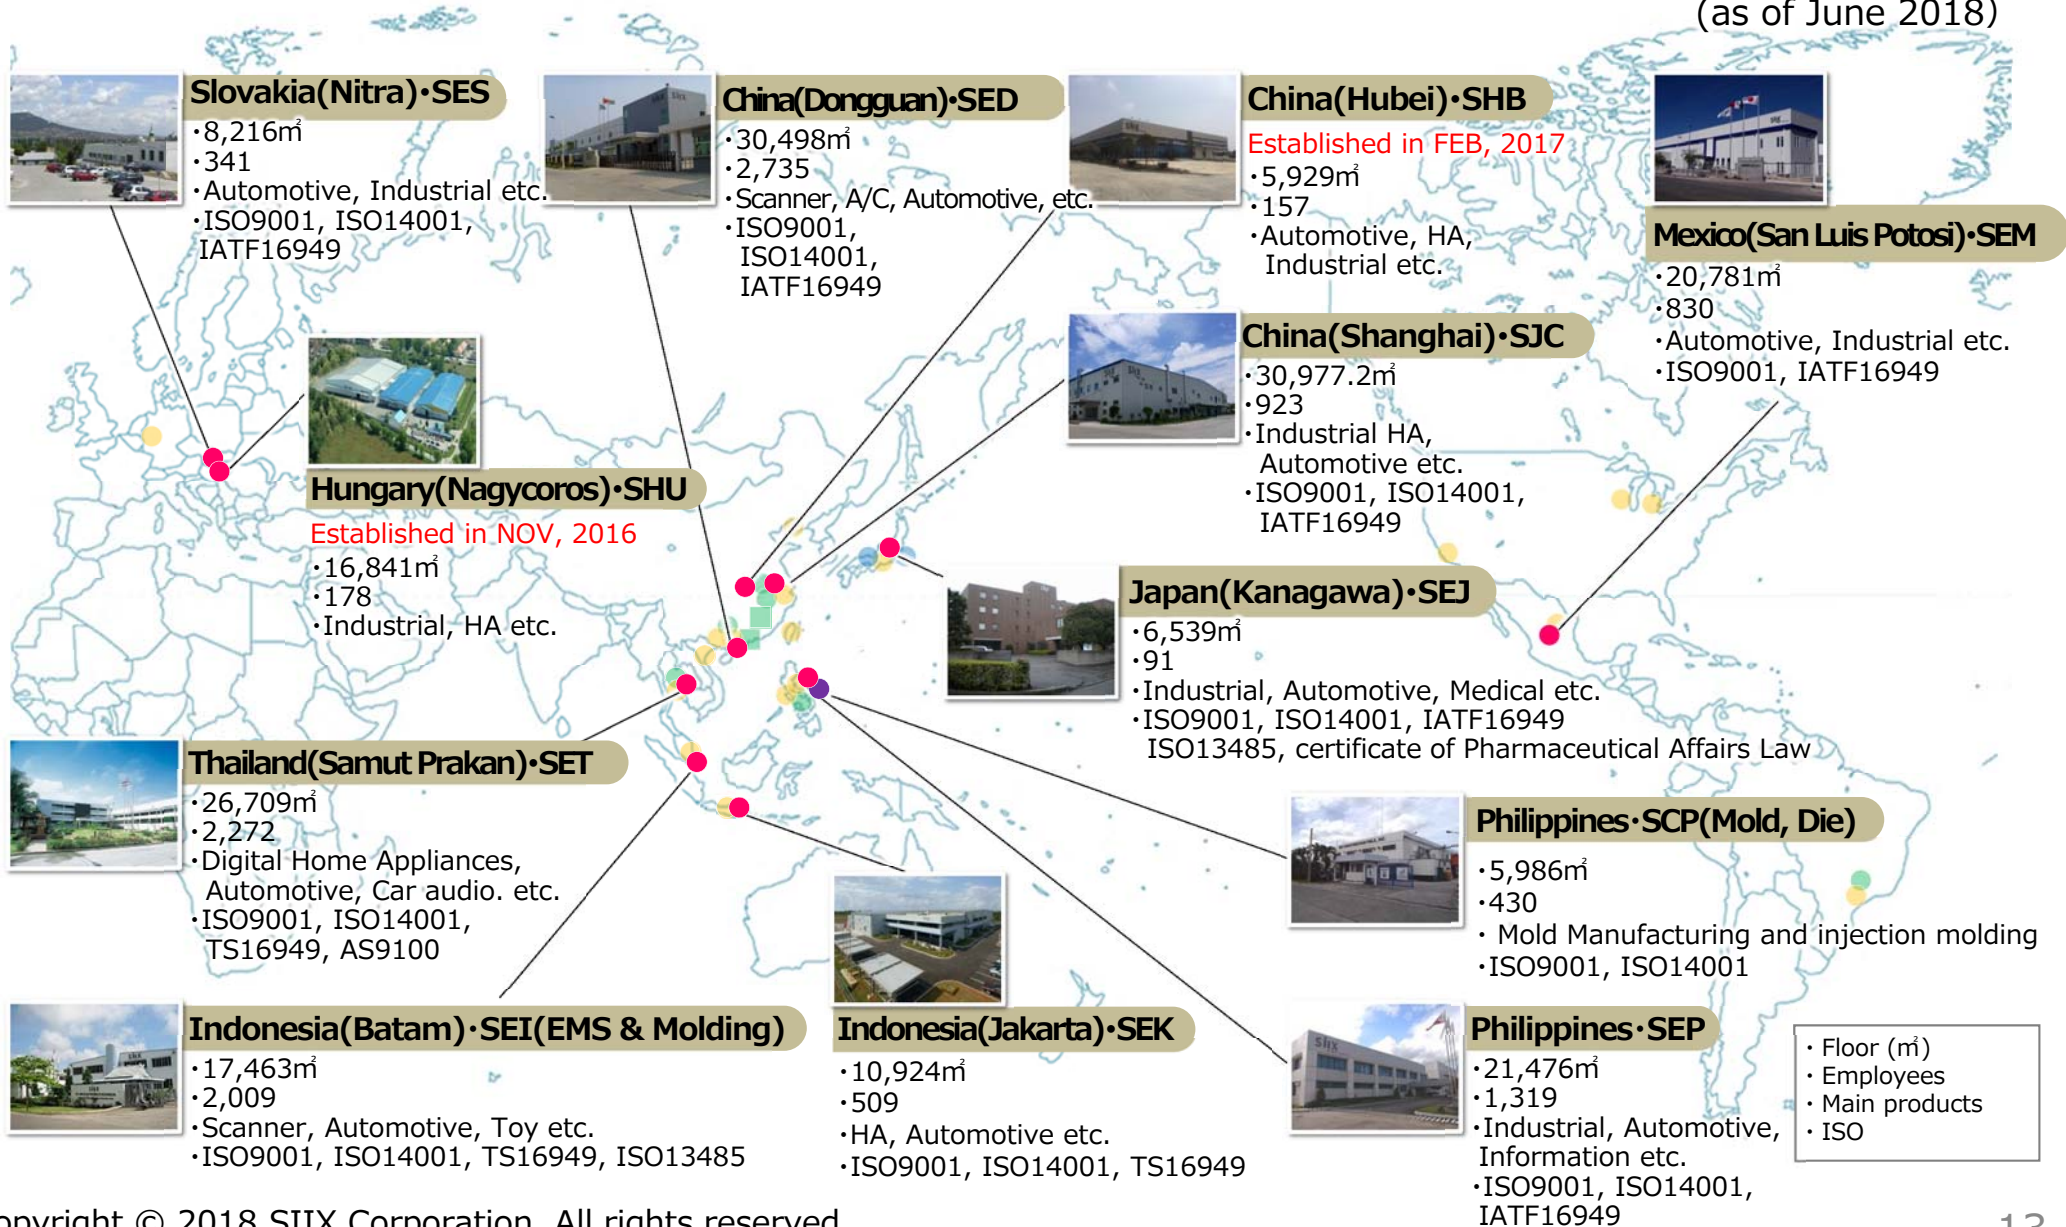 (as of June 2018)
Slovakia(Nitra)・SES
・8,216㎡
・341
・Automotive, Industrial etc.
・ISO9001, ISO14001,
IATF16949
China(Dongguan)・SED
・30,498㎡
・2,735
・Scanner, A/C, Automotive, etc.
・ISO9001,
ISO14001,
IATF16949
China(Hubei)・SHB
Established in FEB, 2017
・5,929㎡
・157
・Automotive, HA,
Industrial etc.
Mexico(San Luis Potosi)・SEM
・20,781㎡
・830
・Automotive, Industrial etc.
・ISO9001, IATF16949
China(Shanghai)・SJC
・30,977.2㎡
・923
・Industrial HA,
Automotive etc.
・ISO9001, ISO14001,
IATF16949
Hungary(Nagycoros)・SHU
Established in NOV, 2016
・16,841㎡
・178
・Industrial, HA etc.
Japan(Kanagawa)・SEJ
・6,539㎡
・91
・Industrial, Automotive, Medical etc.
・ISO9001, ISO14001, IATF16949
ISO13485, certificate of Pharmaceutical Affairs Law
Thailand(Samut Prakan)・SET
・26,709㎡
・2,272
・Digital Home Appliances,
Automotive, Car audio. etc.
・ISO9001, ISO14001,
TS16949, AS9100
Philippines・SCP(Mold, Die)
・5,986㎡
・430
・ Mold Manufacturing and injection molding
・ISO9001, ISO14001
Indonesia(Batam)・SEI(EMS & Molding)
・17,463㎡
・2,009
・Scanner, Automotive, Toy etc.
・ISO9001, ISO14001, TS16949, ISO13485
Indonesia(Jakarta)・SEK
・10,924㎡
・509
・HA, Automotive etc.
・ISO9001, ISO14001, TS16949
Philippines・SEP
・21,476㎡
・1,319
・Industrial, Automotive,
Information etc.
・ISO9001, ISO14001,
IATF16949
・Floor (㎡)
・Employees
・Main products
・ISO
opyright © 2018 SIIX Corporation. All rights reserved
13